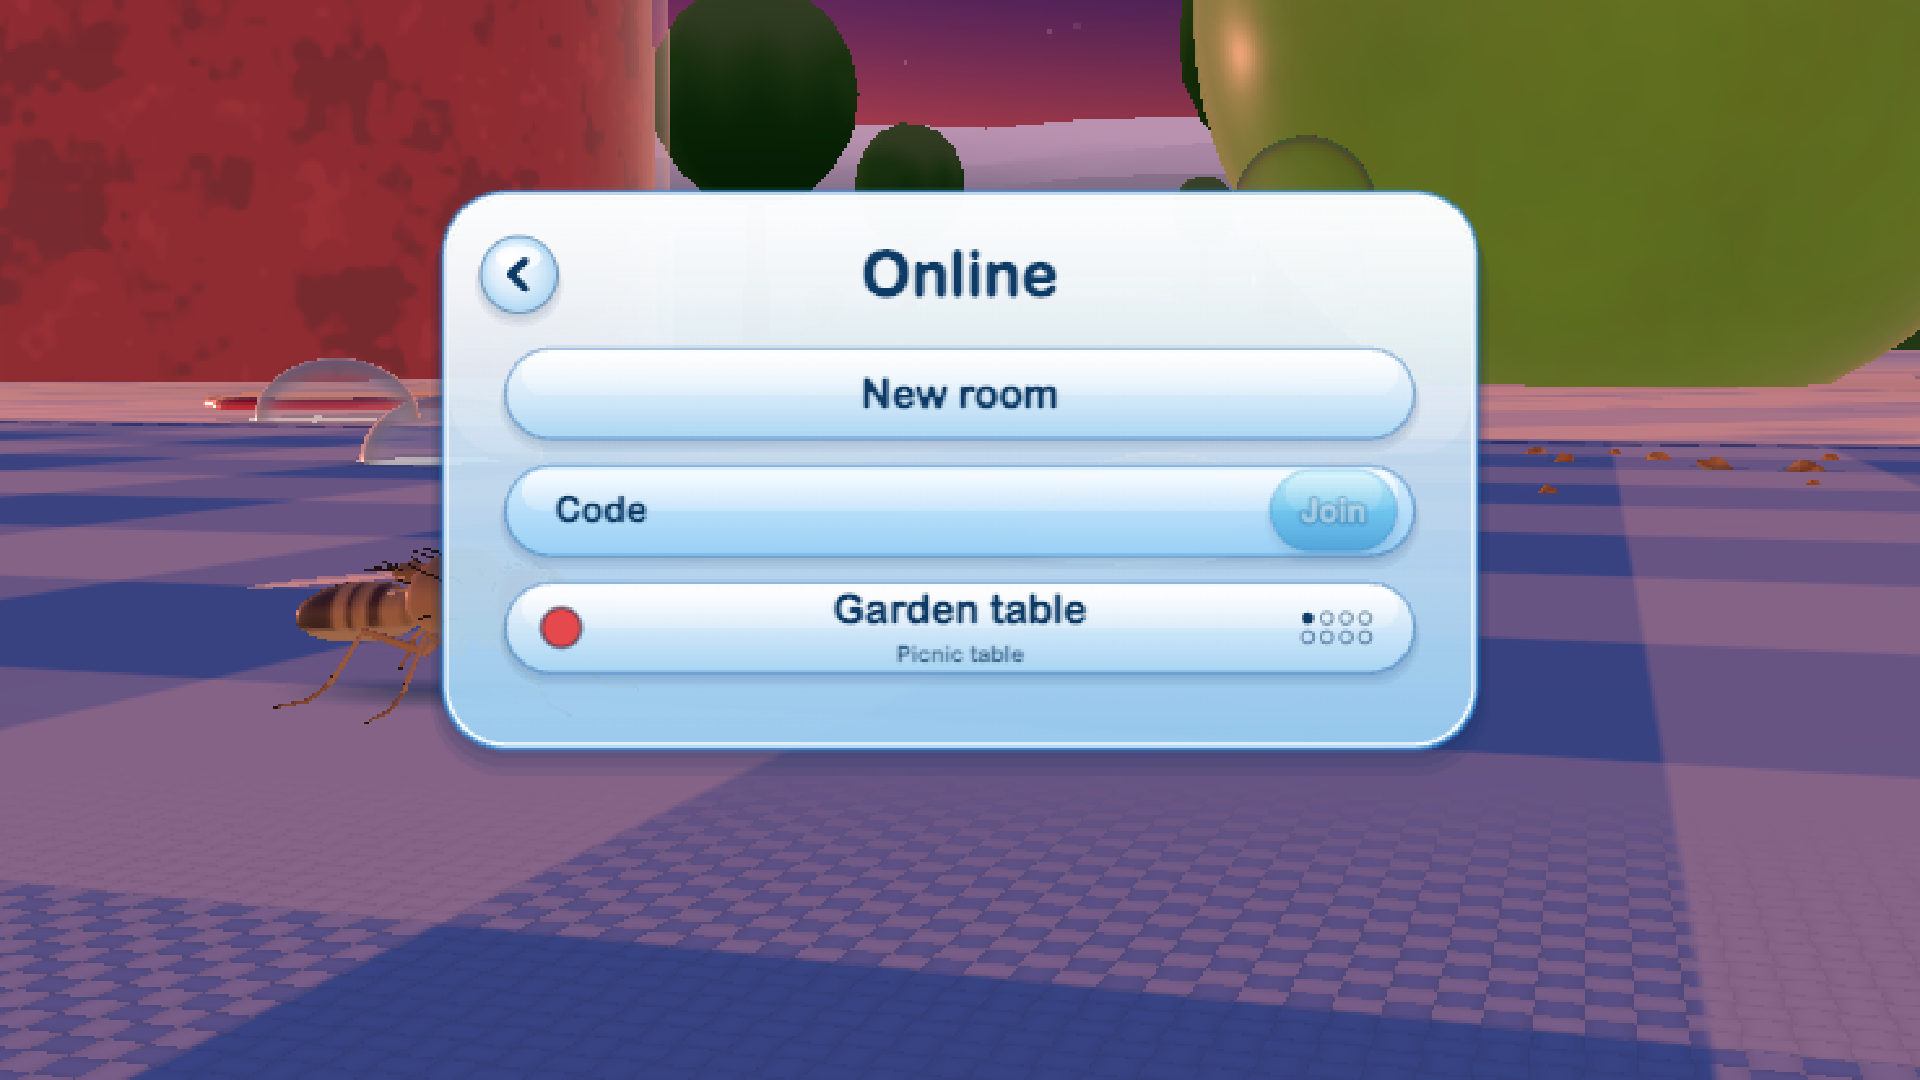 Online
New room
Code
Join
Garden table
Picnic table